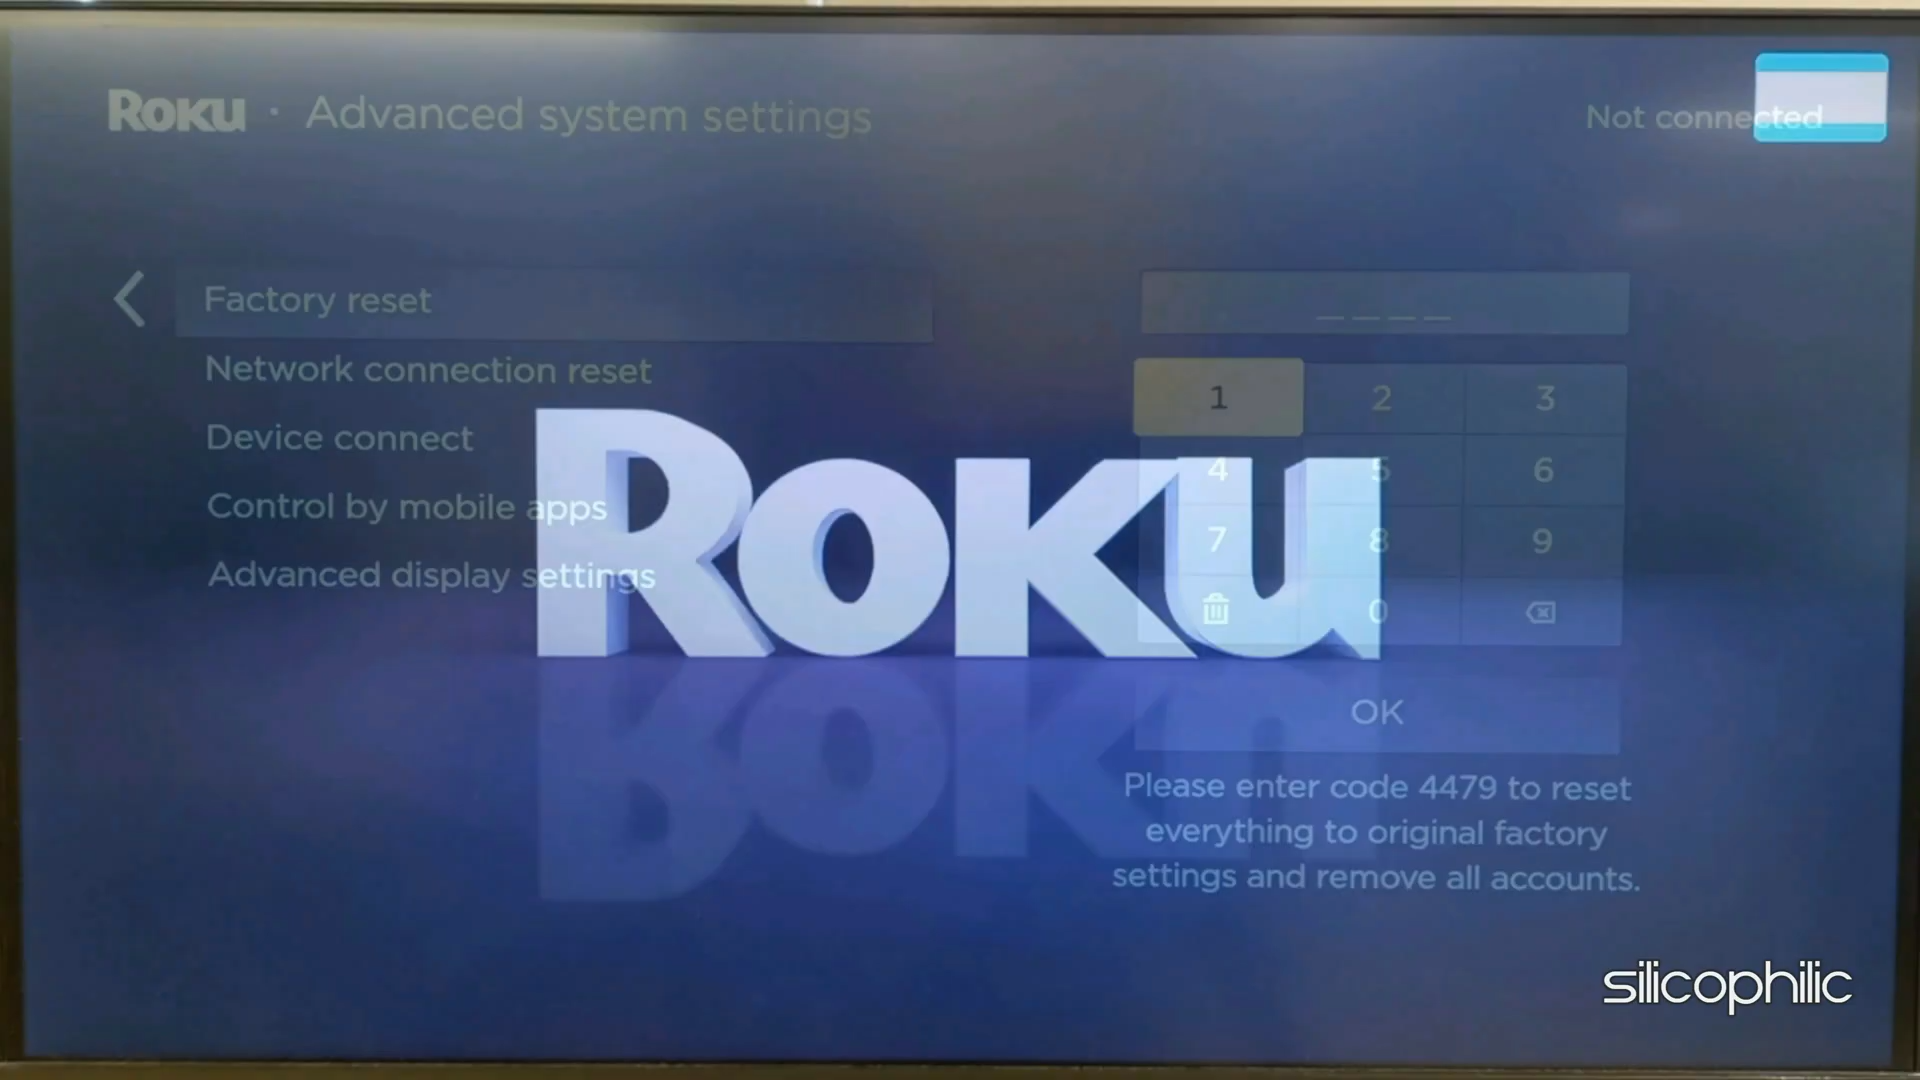 Roku · Advanced system settings
Not connected
Factory reset
Network connection reset
Device connect
Control by mobile apps
Advanced display settings
_ _ _ _
1 2 3
4 5 6
7 8 9
0
OK
Please enter code 4479 to reset
everything to original factory
settings and remove all accounts.
Roku
silicophilic